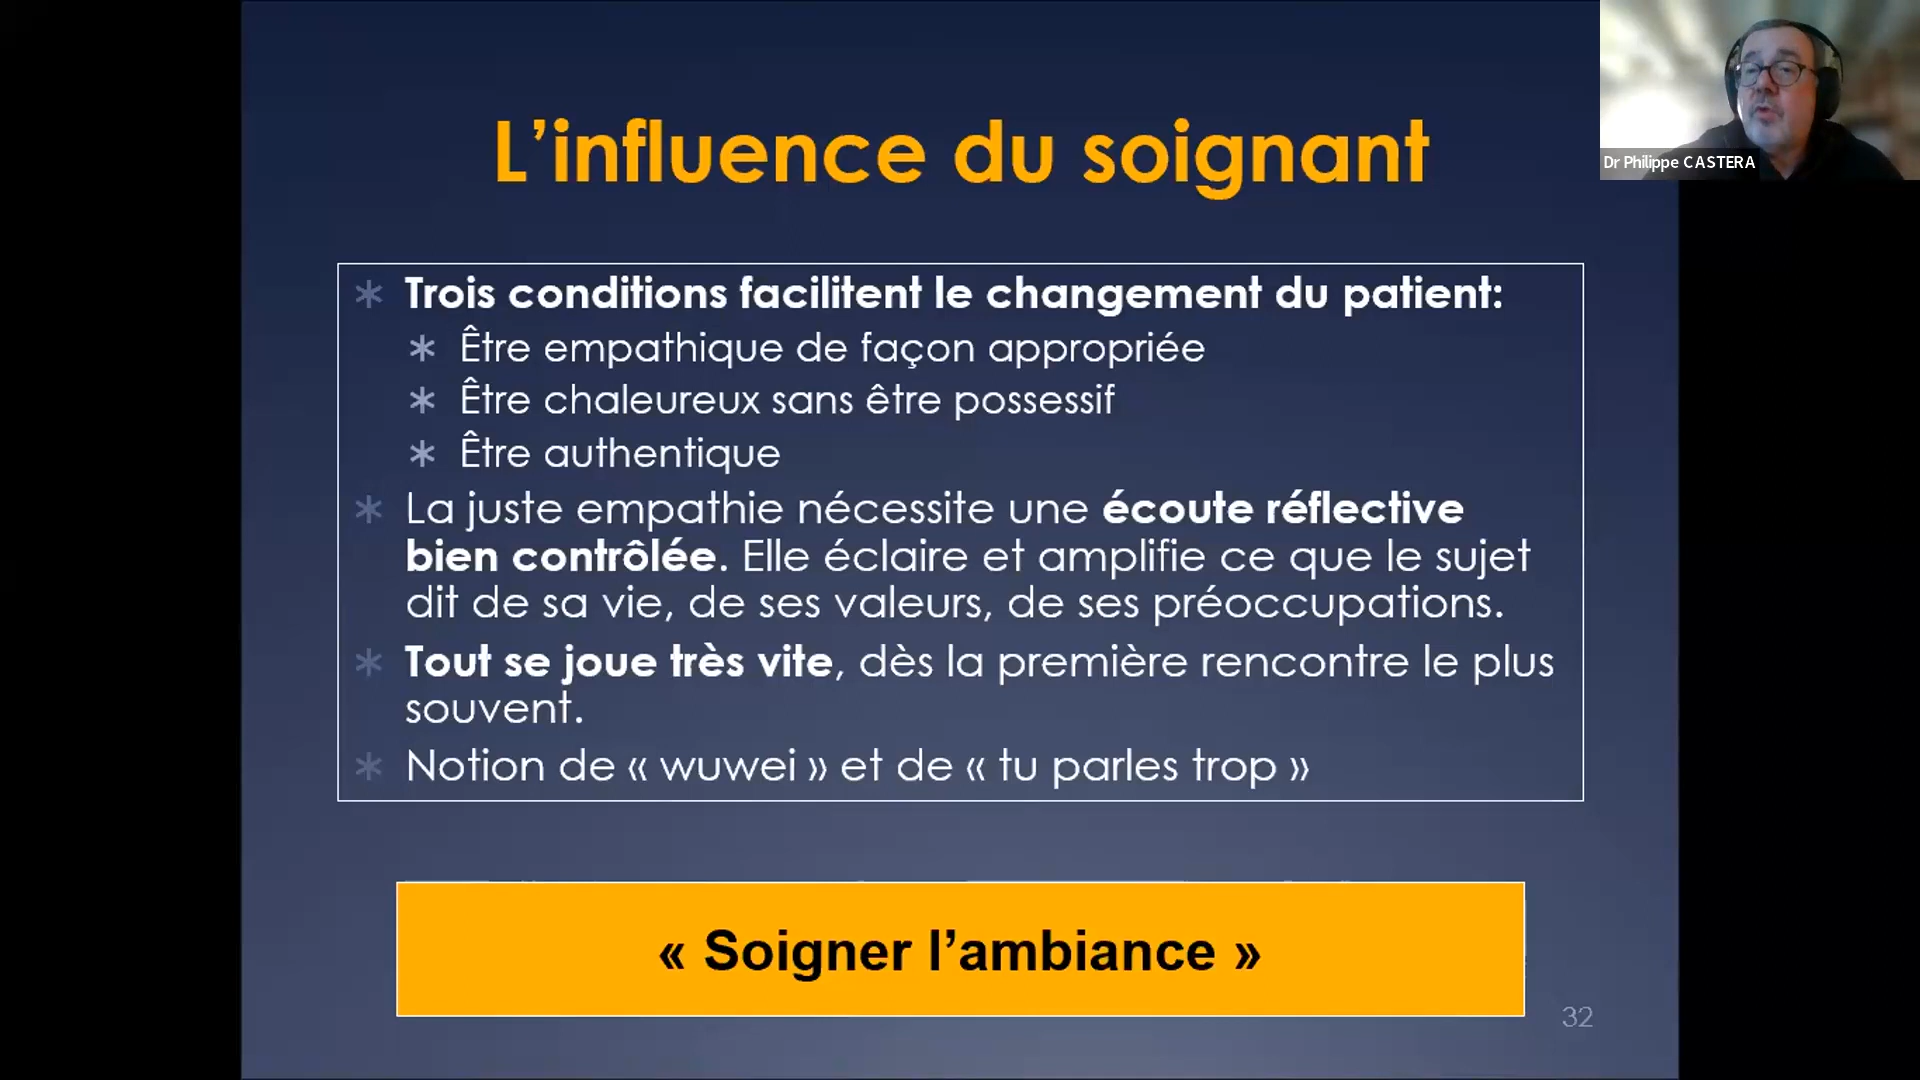 L’influence du soignant
Dr Philippe CASTERA
Trois conditions facilitent le changement du patient:
Être empathique de façon appropriée
Être chaleureux sans être possessif
Être authentique
La juste empathie nécessite une écoute réflective
bien contrôlée. Elle éclaire et amplifie ce que le sujet
dit de sa vie, de ses valeurs, de ses préoccupations.
Tout se joue très vite, dès la première rencontre le plus
souvent.
Notion de « wuwei » et de « tu parles trop »
« Soigner l’ambiance »
32